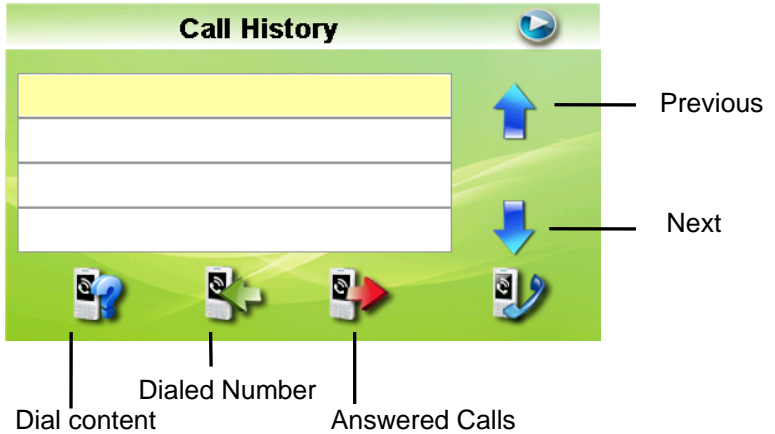 Call History
Previous
Next
Dialed Number
Dial content
Answered Calls